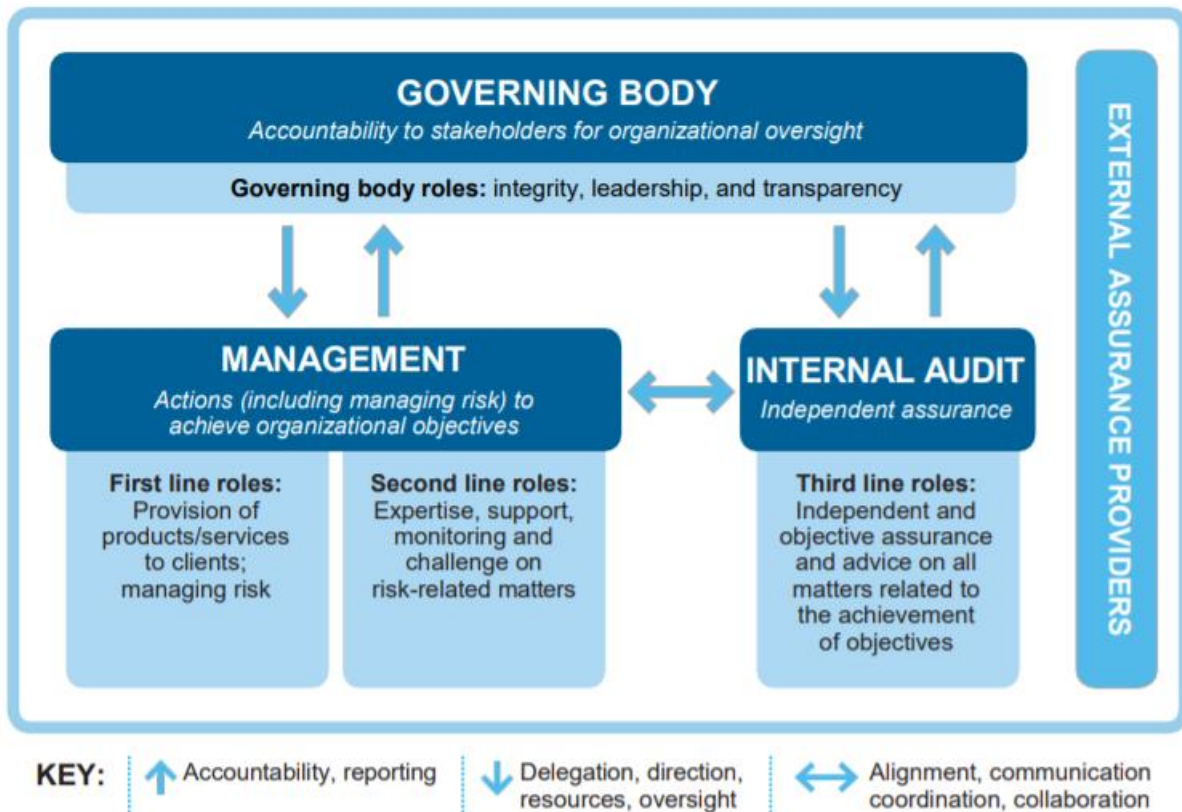 GOVERNING BODY
Accountability to stakeholders for organizational oversight
Governing body roles: integrity, leadership, and transparency
MANAGEMENT
Actions (including managing risk) to
achieve organizational objectives
First line roles:
Provision of
products/services
to clients;
managing risk
Second line roles:
Expertise, support,
monitoring and
challenge on
risk-related matters
INTERNAL AUDIT
Independent assurance
Third line roles:
Independent and
objective assurance
and advice on all
matters related to
the achievement
of objectives
EXTERNAL ASSURANCE PROVIDERS
KEY:
Accountability, reporting
Delegation, direction,
resources, oversight
Alignment, communication
coordination, collaboration